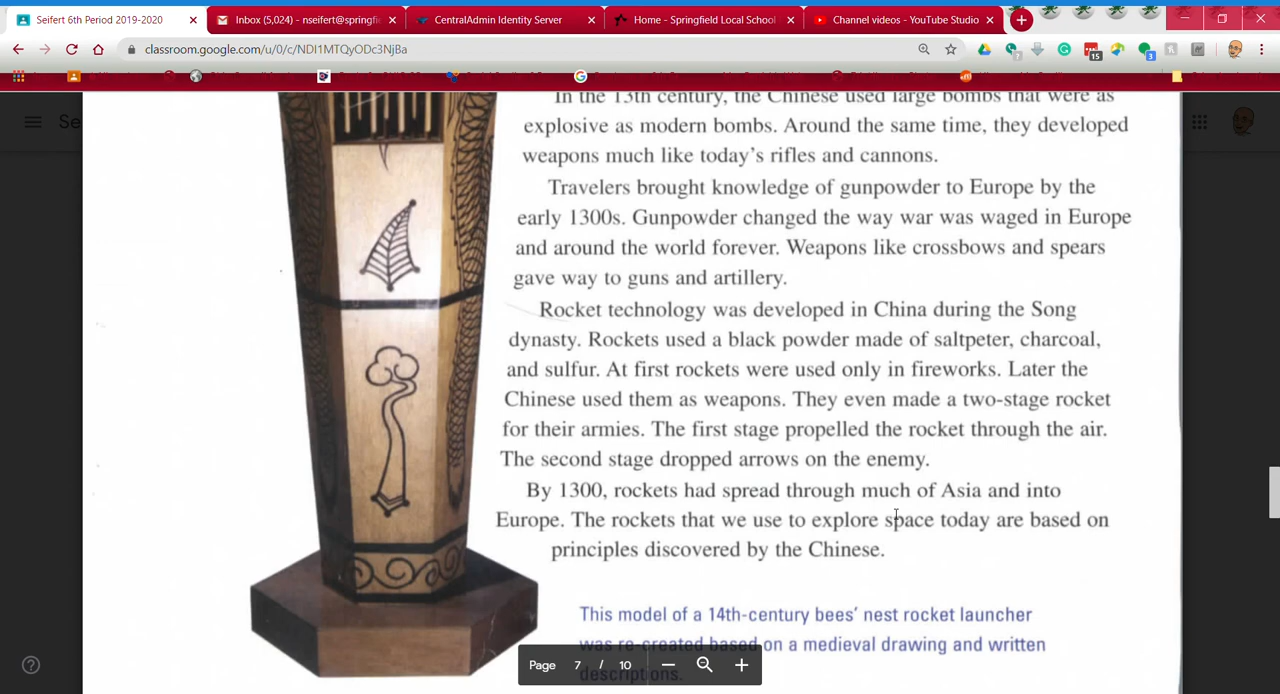 Seifert 6th Period 2019-2020
Inbox (5,024) - nseifert@springfie
CentralAdmin Identity Server
Home - Springfield Local School
Channel videos - YouTube Studio
classroom.google.com/u/0/c/NDI1MTQyODc3NjBa
7
15
3
Se
In the 13th century, the Chinese used large bombs that were as
explosive as modern bombs. Around the same time, they developed
weapons much like today's rifles and cannons.
Travelers brought knowledge of gunpowder to Europe by the
early 1300s. Gunpowder changed the way war was waged in Europe
and around the world forever. Weapons like crossbows and spears
gave way to guns and artillery.
Rocket technology was developed in China during the Song
dynasty. Rockets used a black powder made of saltpeter, charcoal,
and sulfur. At first rockets were used only in fireworks. Later the
Chinese used them as weapons. They even made a two-stage rocket
for their armies. The first stage propelled the rocket through the air.
The second stage dropped arrows on the enemy.
By 1300, rockets had spread through much of Asia and into
Europe. The rockets that we use to explore space today are based on
principles discovered by the Chinese.
This model of a 14th-century bees' nest rocket launcher
was re-created based on a medieval drawing and written
descriptions.
Page 7 / 10